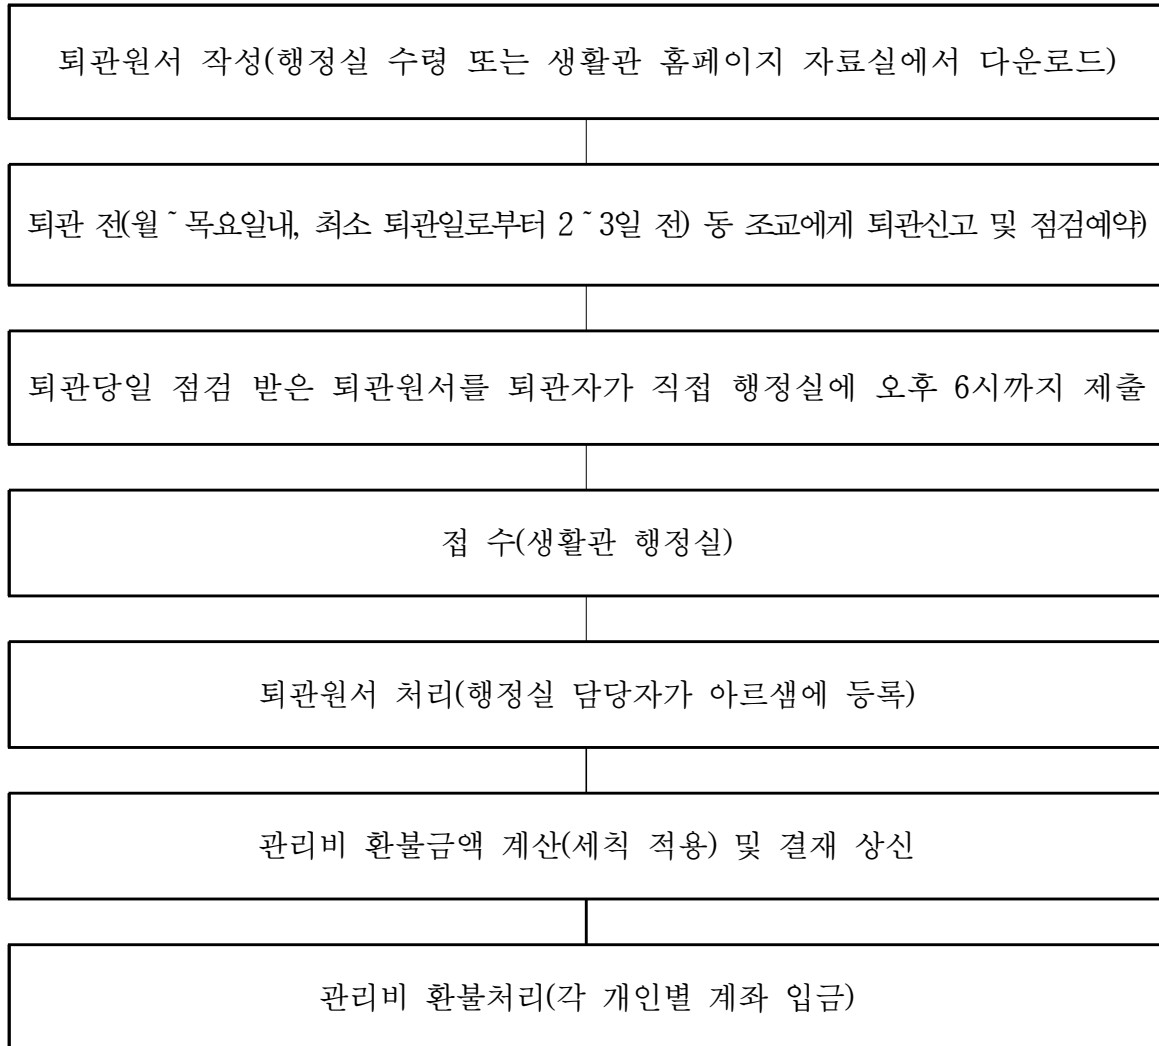 퇴관원서 작성(행정실 수령 또는 생활관 홈페이지 자료실에서 다운로드)
퇴관 전(월~목요일내, 최소 퇴관일로부터 2~3일 전) 동 조교에게 퇴관신고 및 점검예약)
퇴관당일 점검 받은 퇴관원서를 퇴관자가 직접 행정실에 오후 6시까지 제출
접 수(생활관 행정실)
퇴관원서 처리(행정실 담당자가 아르샘에 등록)
관리비 환불금액 계산(세칙 적용) 및 결재 상신
관리비 환불처리(각 개인별 계좌 입금)